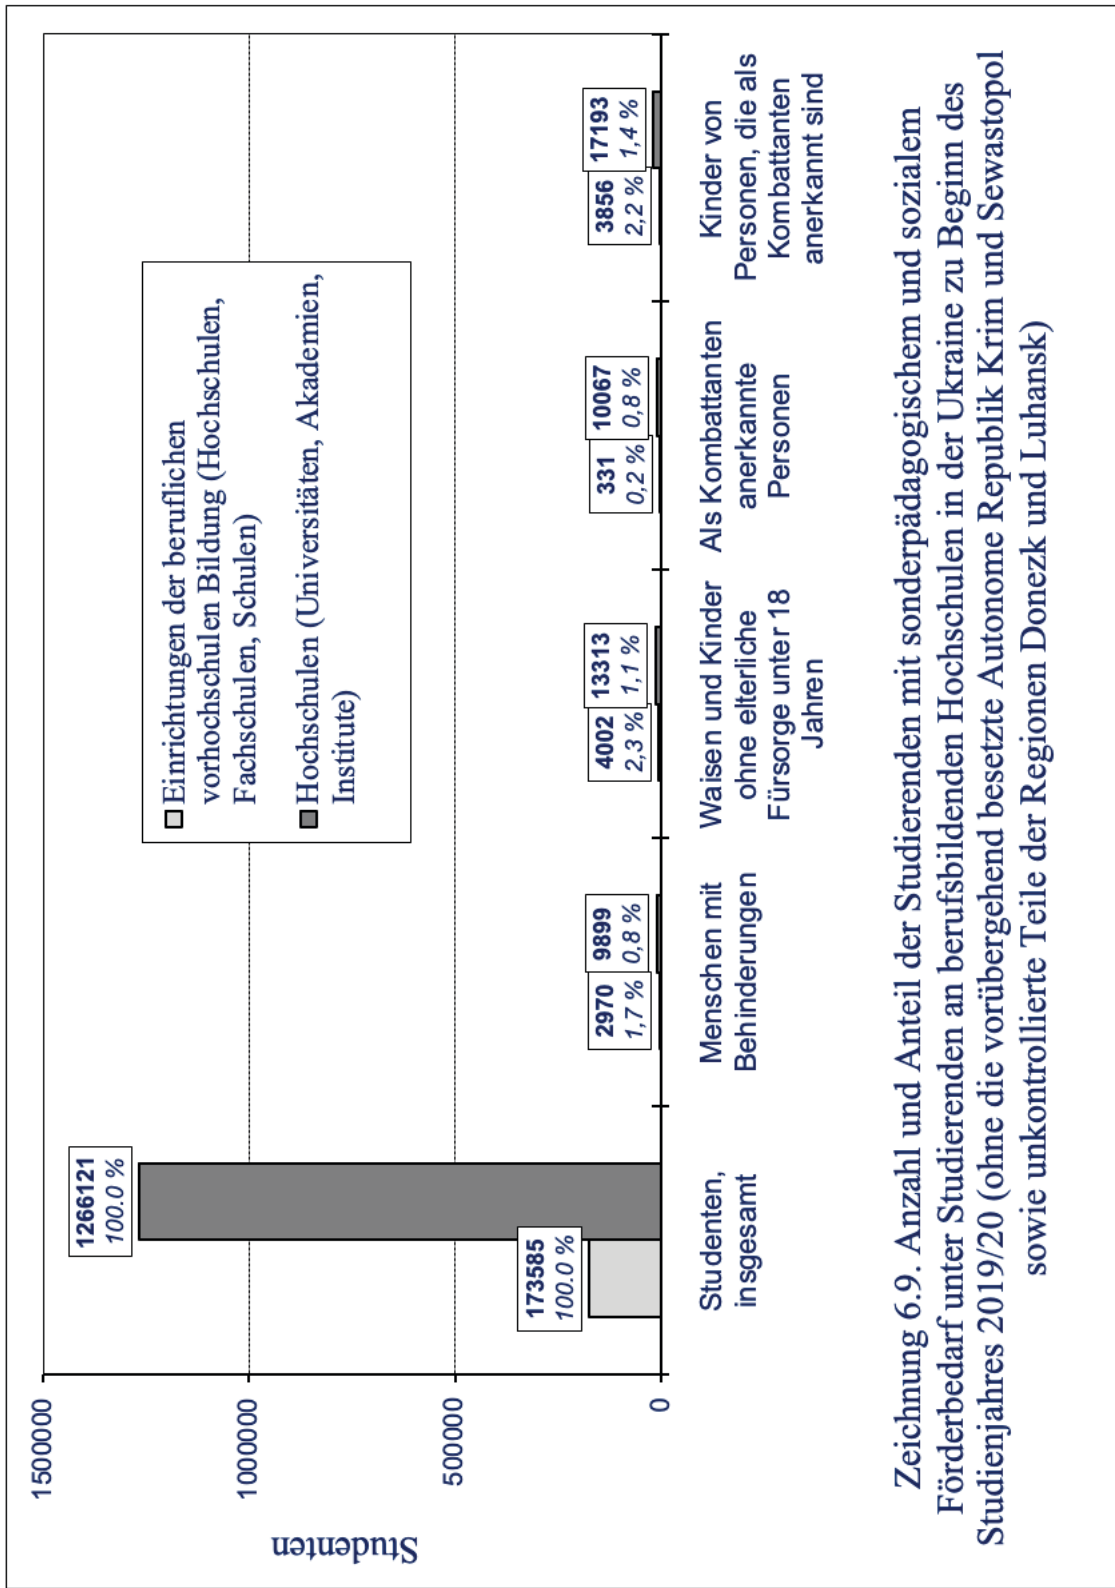 Studenten
1500000
1000000
500000
0
Einrichtungen der beruflichen
vorhochschulen Bildung (Hochschulen,
Fachschulen, Schulen)
Hochschulen (Universitäten, Akademien,
Institute)
173585
100.0 %
1266121
100.0 %
2970
1,7 %
9899
0,8 %
4002
2,3 %
13313
1,1 %
331
0,2 %
10067
0,8 %
3856
2,2 %
17193
1,4 %
Studenten,
insgesamt
Menschen mit
Behinderungen
Waisen und Kinder
ohne elterliche
Fürsorge unter 18
Jahren
Als Kombattanten
anerkannte
Personen
Kinder von
Personen, die als
Kombattanten
anerkannt sind
Zeichnung 6.9. Anzahl und Anteil der Studierenden mit sonderpädagogischem und sozialem
Förderbedarf unter Studierenden an berufsbildenden Hochschulen in der Ukraine zu Beginn des
Studienjahres 2019/20 (ohne die vorübergehend besetzte Autonome Republik Krim und Sewastopol
sowie unkontrollierte Teile der Regionen Donezk und Luhansk)